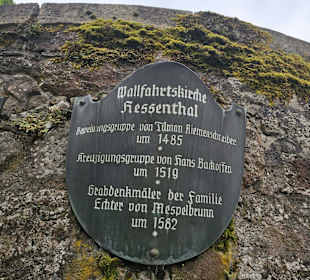 Wallfahrtskirche
Hessenthal
Beweinungsgruppe von Tilman Riemenschneider
um 1485
*
Kreuzigungsgruppe von Hans Backoffen
um 1519
*
Grabdenkmäler der Familie
Echter von Mespelbrunn
um 1582